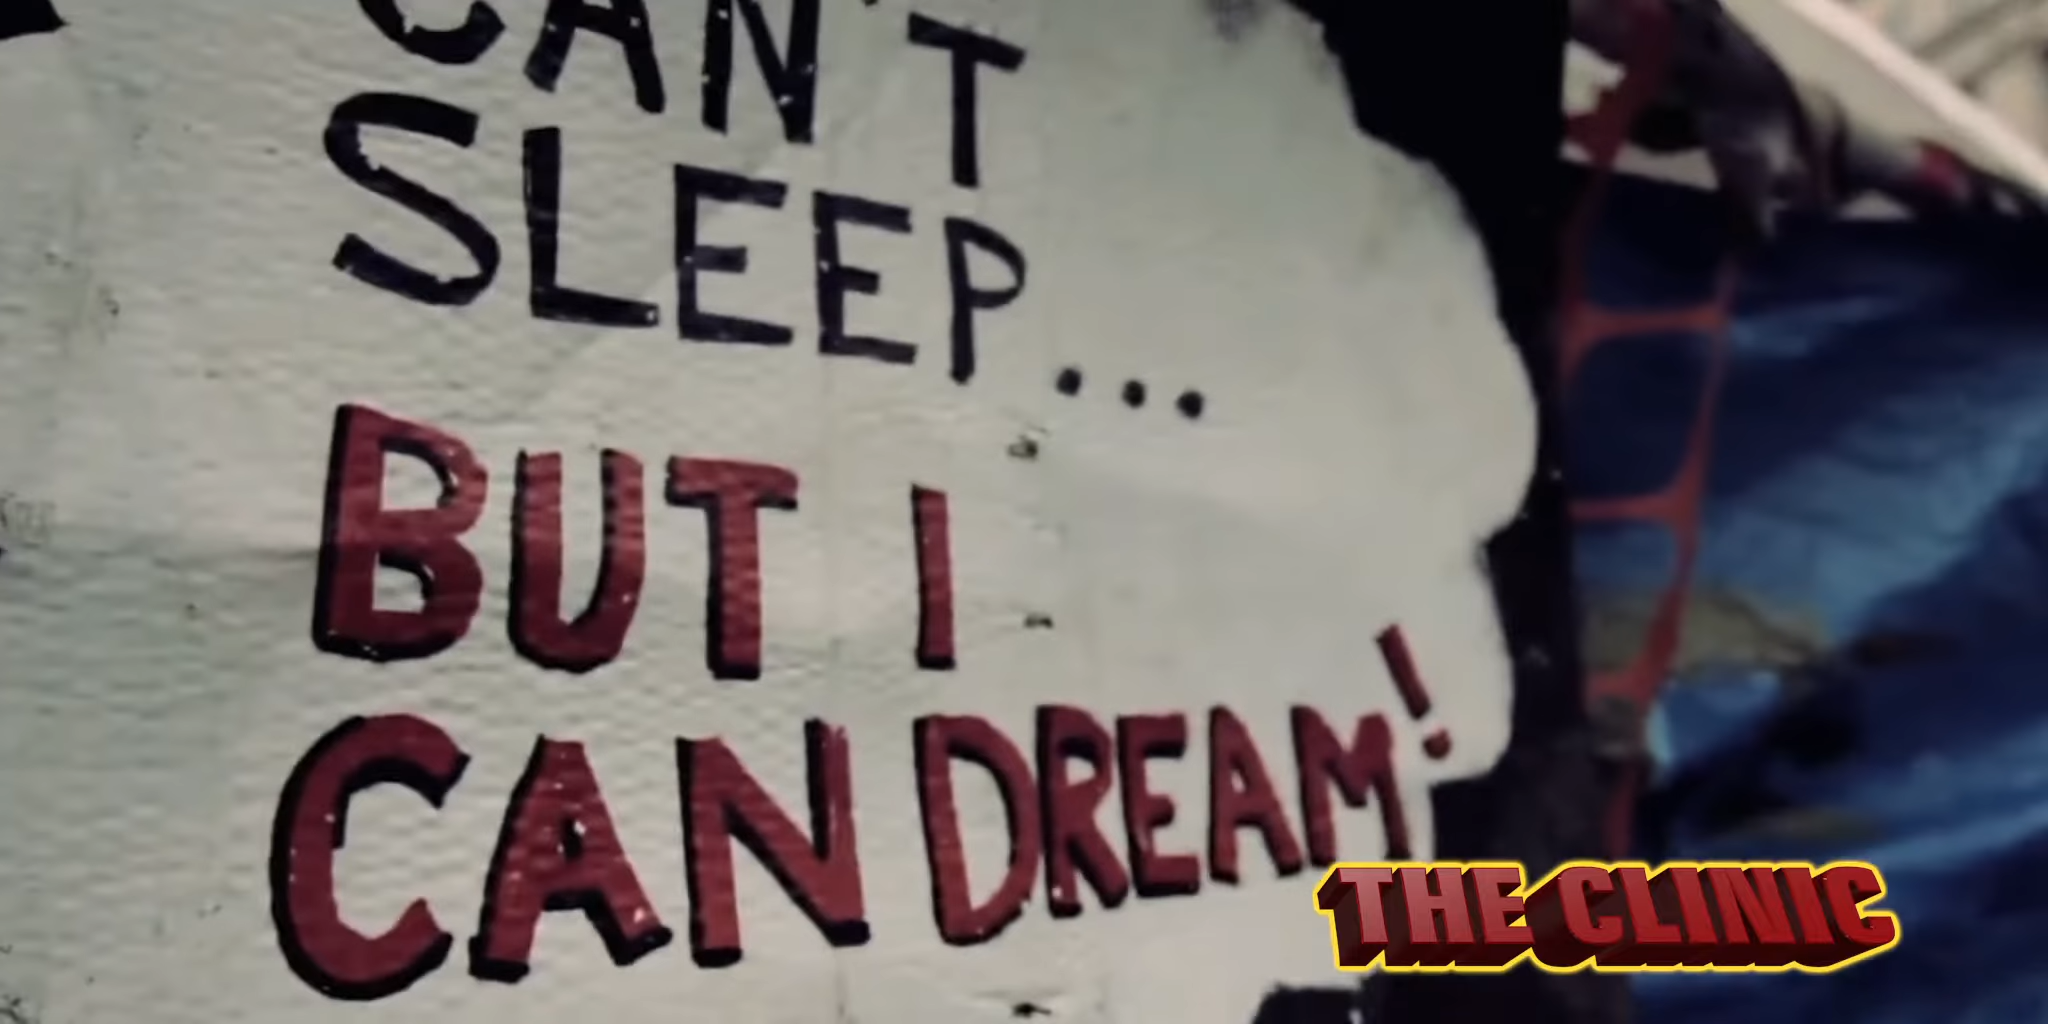 CAN'T
SLEEP...
BUT I
CAN DREAM!
THE CLINIC